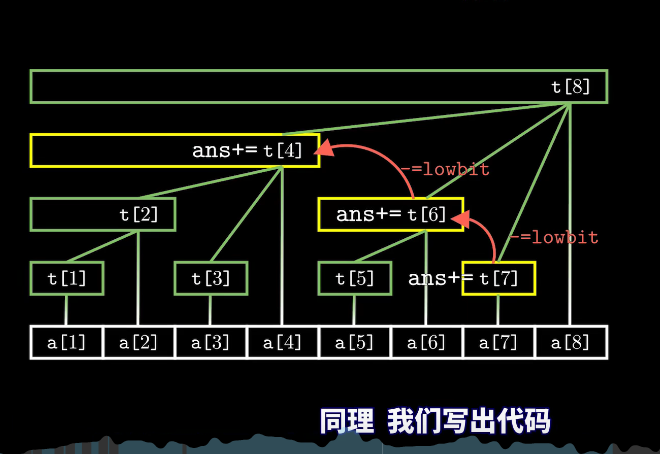 t[8]
ans+= t[4]
-=lowbit
t[2]
ans+= t[6]
-=lowbit
t[1] t[3] t[5] ans+= t[7]
a[1] a[2] a[3] a[4] a[5] a[6] a[7] a[8]
同理 我们写出代码